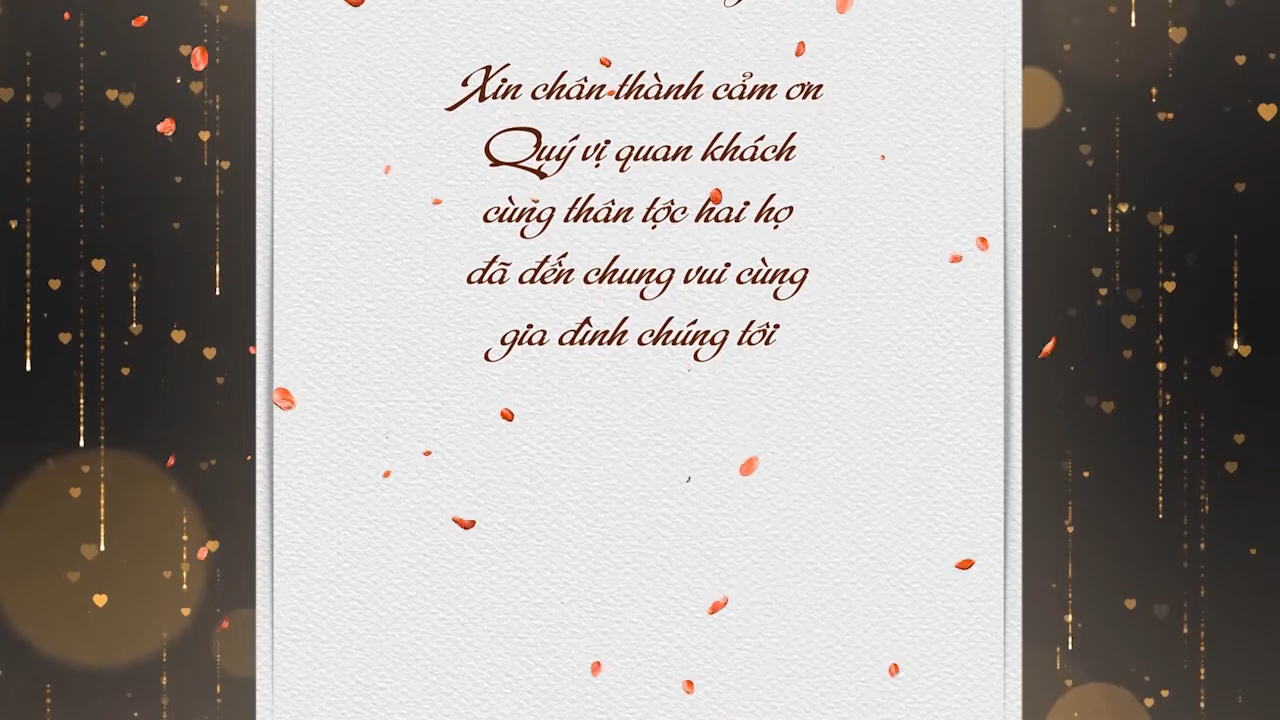 Xin chân thành cảm ơn
Quý vị quan khách
cùng thân tộc hai họ
đã đến chung vui cùng
gia đình chúng tôi